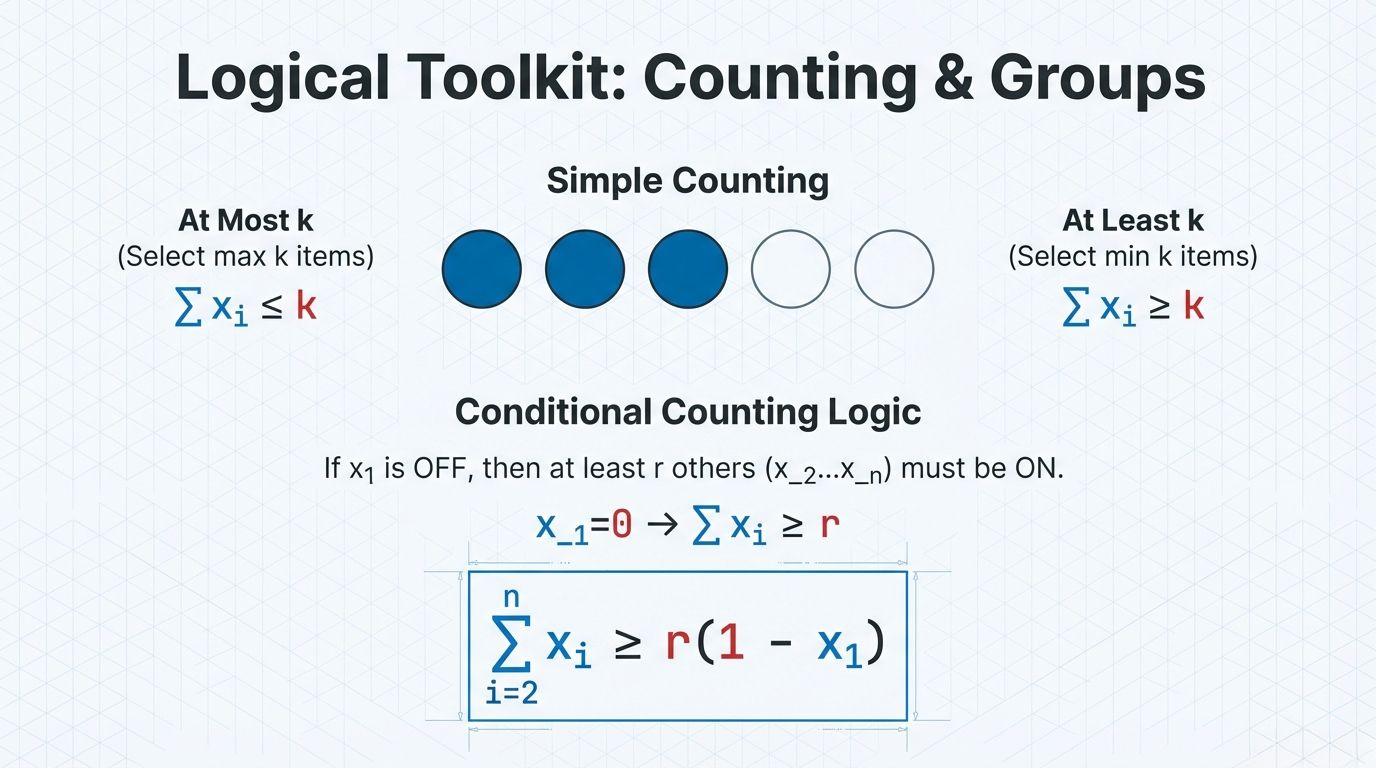 Logical Toolkit: Counting & Groups
Simple Counting
At Most k
(Select max k items)
∑ xᵢ ≤ k
At Least k
(Select min k items)
∑ xᵢ ≥ k
Conditional Counting Logic
If x₁ is OFF, then at least r others (x_₂...x_ₙ) must be ON.
x_₁=0 → ∑ xᵢ ≥ r
n
∑ xᵢ ≥ r(1 - x₁)
i=2